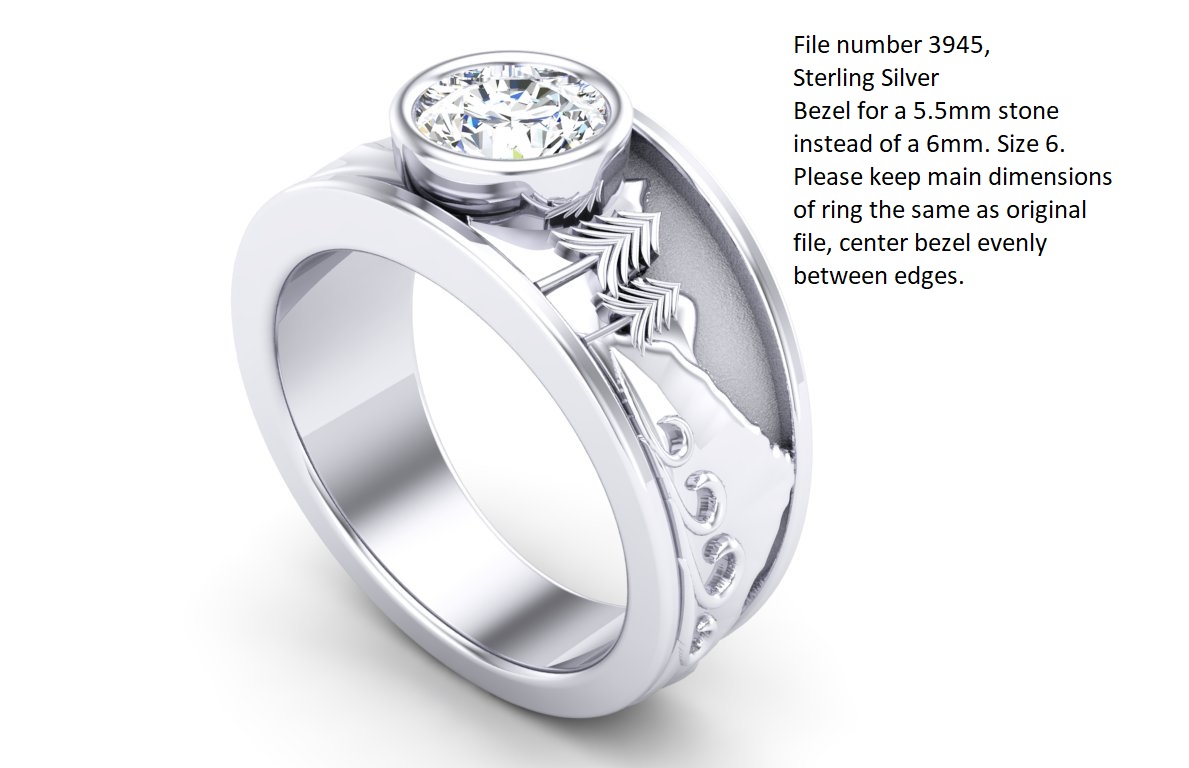 File number 3945,
Sterling Silver
Bezel for a 5.5mm stone
instead of a 6mm. Size 6.
Please keep main dimensions
of ring the same as original
file, center bezel evenly
between edges.